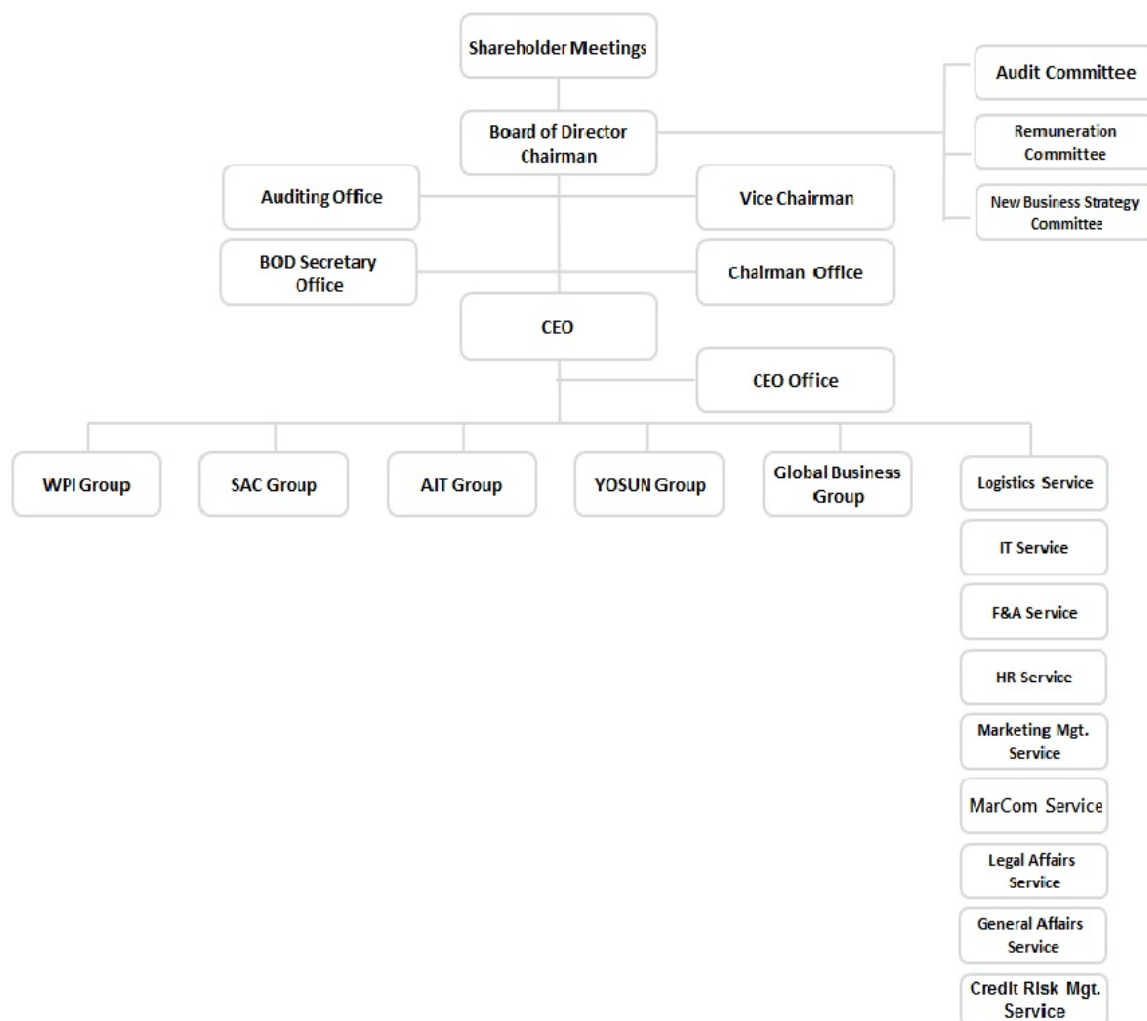 Shareholder Meetings
Audit Committee
Board of Director
Chairman
Remuneration
Committee
Auditing Office
Vice Chairman
New Business Strategy
Committee
BOD Secretary
Office
Chairman Office
CEO
CEO Office
WPI Group
SAC Group
AIT Group
YOSUN Group
Global Business
Group
Logistics Service
IT Service
F&A Service
HR Service
Marketing Mgt.
Service
MarCom Service
Legal Affairs
Service
General Affairs
Service
Credit Risk Mgt.
Service